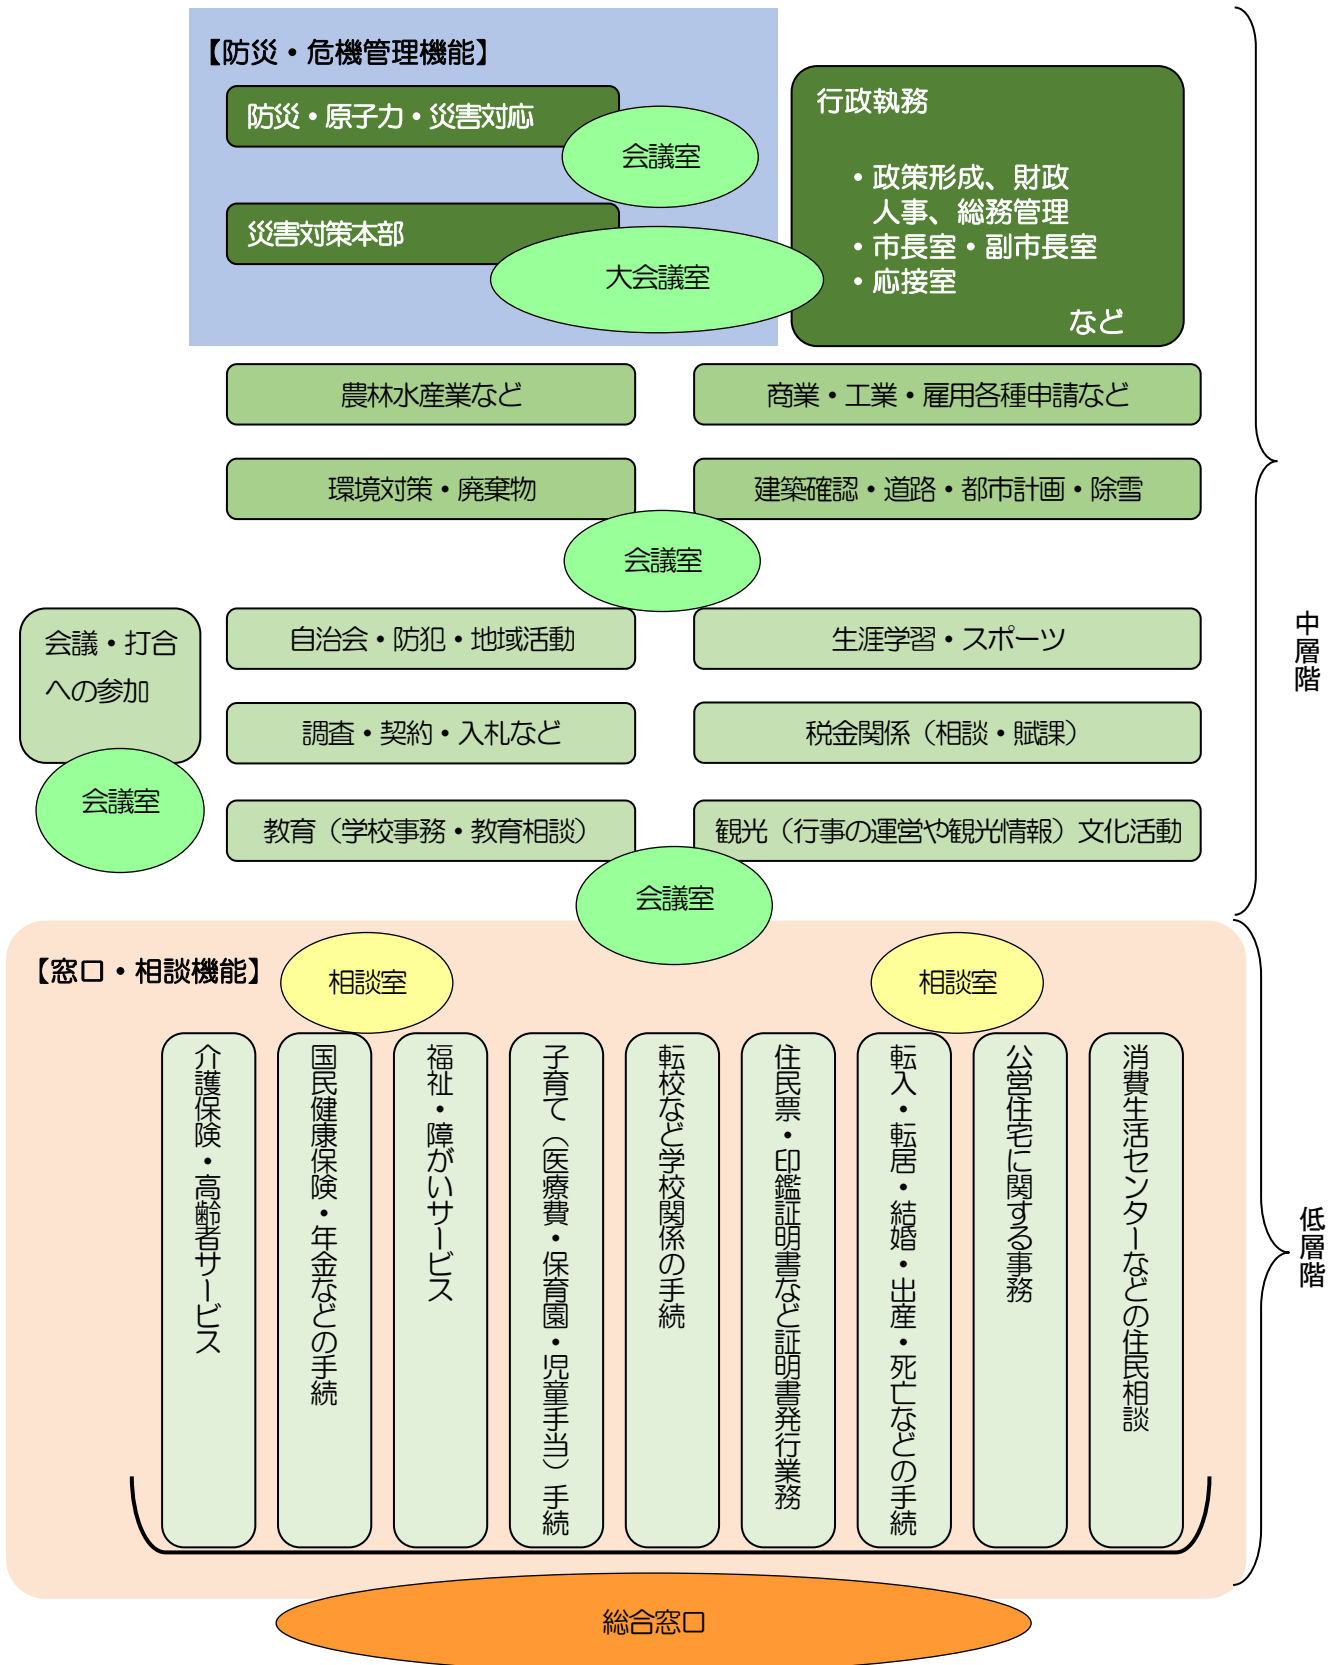 【防災・危機管理機能】
防災・原子力・災害対応
会議室
災害対策本部
大会議室
行政執務
・政策形成、財政
人事、総務管理
・市長室・副市長室
・応接室
など
農林水産業など
商業・工業・雇用各種申請など
環境対策・廃棄物
建築確認・道路・都市計画・除雪
会議室
中層階
会議・打合
への参加
会議室
自治会・防犯・地域活動
生涯学習・スポーツ
調査・契約・入札など
税金関係（相談・賦課）
教育（学校事務・教育相談）
観光（行事の運営や観光情報）文化活動
会議室
【窓口・相談機能】
相談室
相談室
介護保険・高齢者サービス
国民健康保険・年金などの手続
福祉・障がいサービス
子育て（医療費・保育園・児童手当）手続
転校など学校関係の手続
住民票・印鑑証明書など証明書発行業務
転入・転居・結婚・出産・死亡などの手続
公営住宅に関する事務
消費生活センターなどの住民相談
低層階
総合窓口